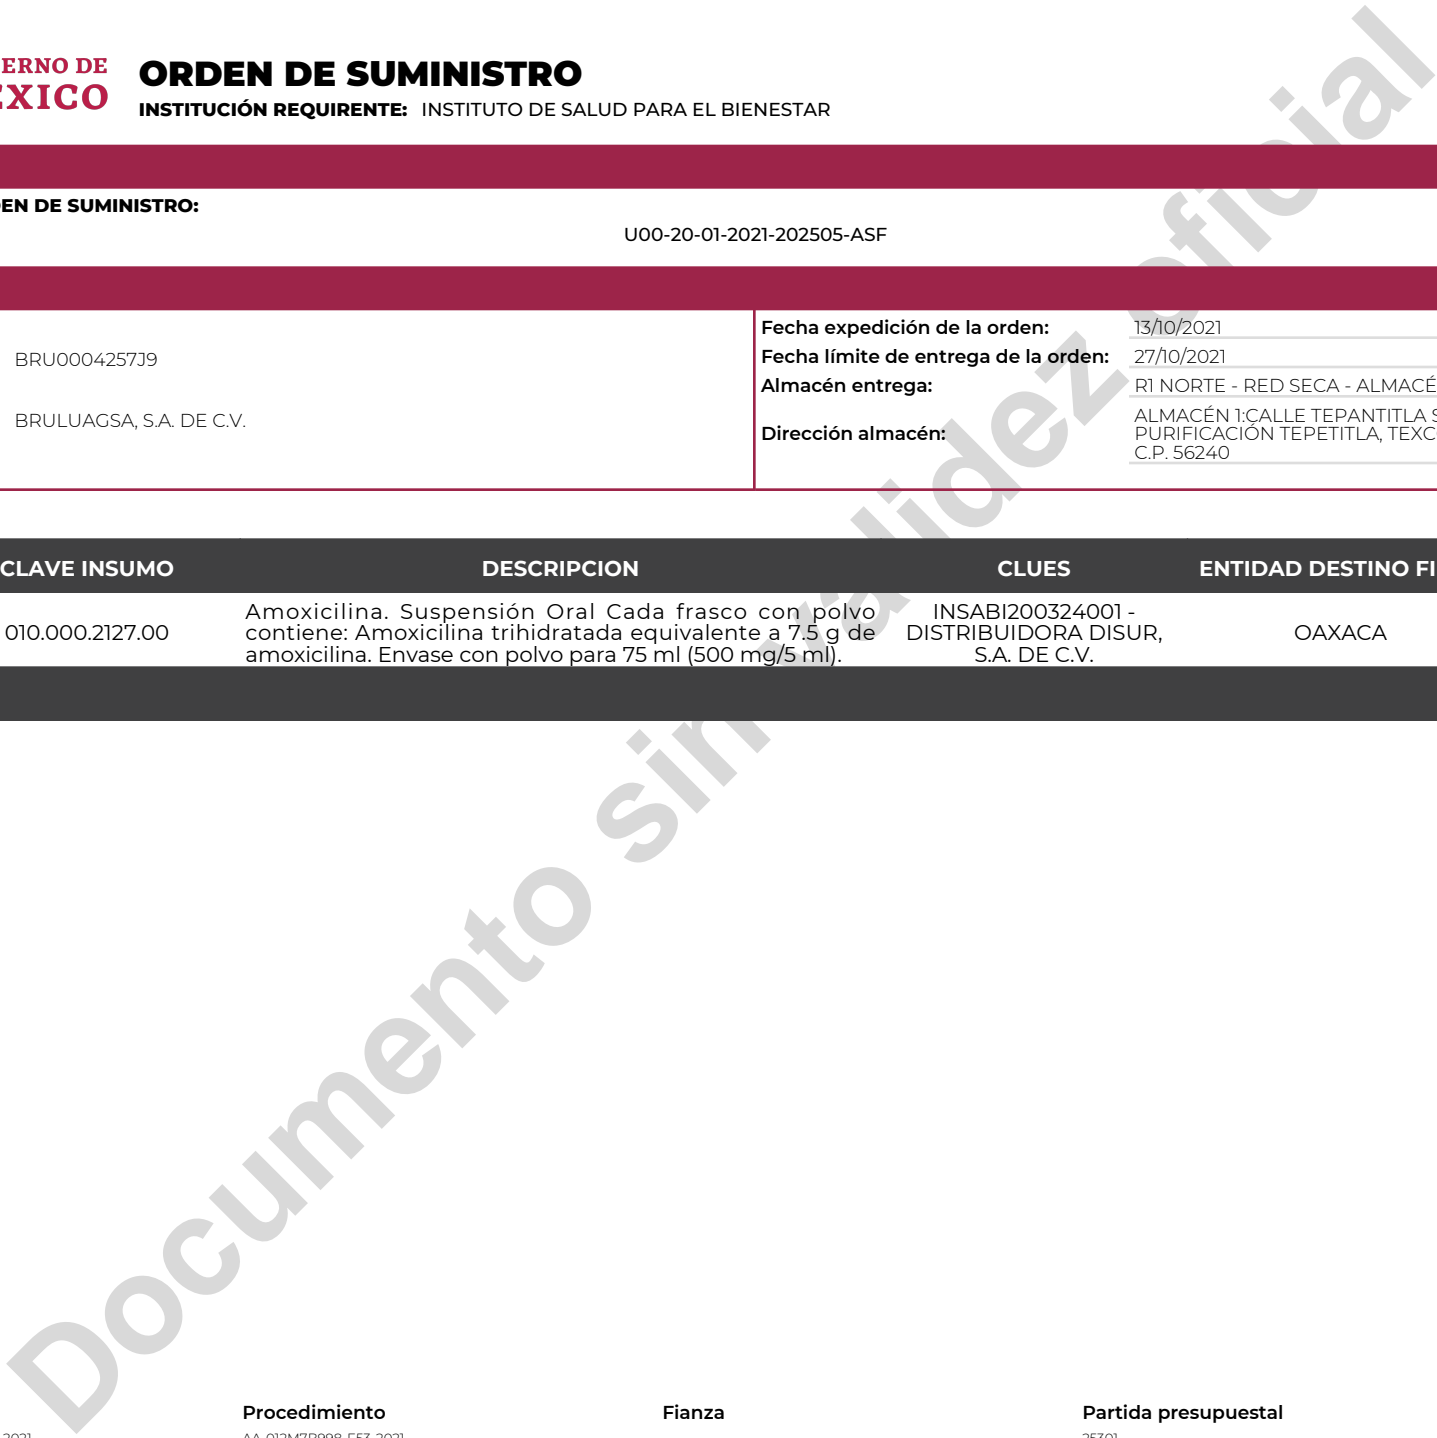 ERNO DE
EXICO
ORDEN DE SUMINISTRO
INSTITUCIÓN REQUIRENTE: INSTITUTO DE SALUD PARA EL BIENESTAR
EN DE SUMINISTRO:
U00-20-01-2021-202505-ASF
BRU0004257J9
BRULUAGSA, S.A. DE C.V.
Fecha expedición de la orden: 13/10/2021
Fecha límite de entrega de la orden: 27/10/2021
Almacén entrega: R1 NORTE - RED SECA - ALMACÉ
Dirección almacén: ALMACÉN 1:CALLE TEPANTITLA S
PURIFICACIÓN TEPETITLA, TEXC
C.P. 56240
CLAVE INSUMO DESCRIPCION CLUES ENTIDAD DESTINO FI
010.000.2127.00
Amoxicilina. Suspensión Oral Cada frasco con polvo
contiene: Amoxicilina trihidratada equivalente a 7.5 g de
amoxicilina. Envase con polvo para 75 ml (500 mg/5 ml).
INSABI200324001 -
DISTRIBUIDORA DISUR,
S.A. DE C.V.
OAXACA
Documento sin validez oficial
Procedimiento Fianza Partida presupuestal